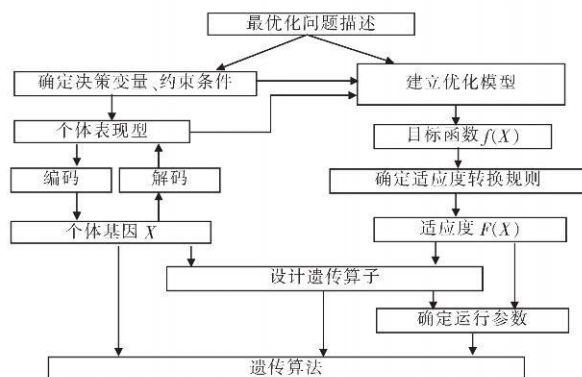 最优化问题描述
确定决策变量、约束条件
建立优化模型
个体表现型
目标函数 f(X)
编码
解码
确定适应度转换规则
个体基因 X
适应度 F(X)
设计遗传算子
确定运行参数
遗传算法